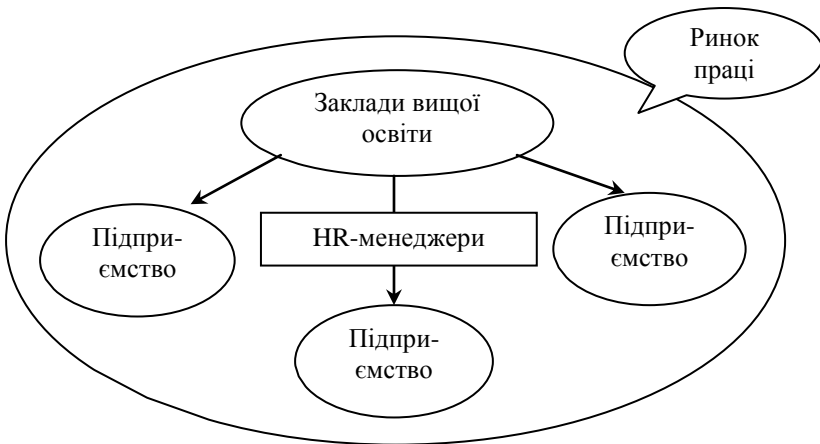 Ринок
праці
Заклади вищої
освіти
Підпри-
ємство
HR-менеджери
Підпри-
ємство
Підпри-
ємство